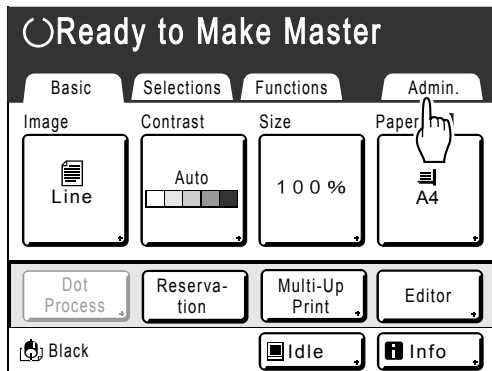 Ready to Make Master
Basic
Selections
Functions
Admin.
Image
Contrast
Size
Paper
Line
Auto
100%
A4
Dot
Process
Reserva-
tion
Multi-Up
Print
Editor
Black
Idle
Info